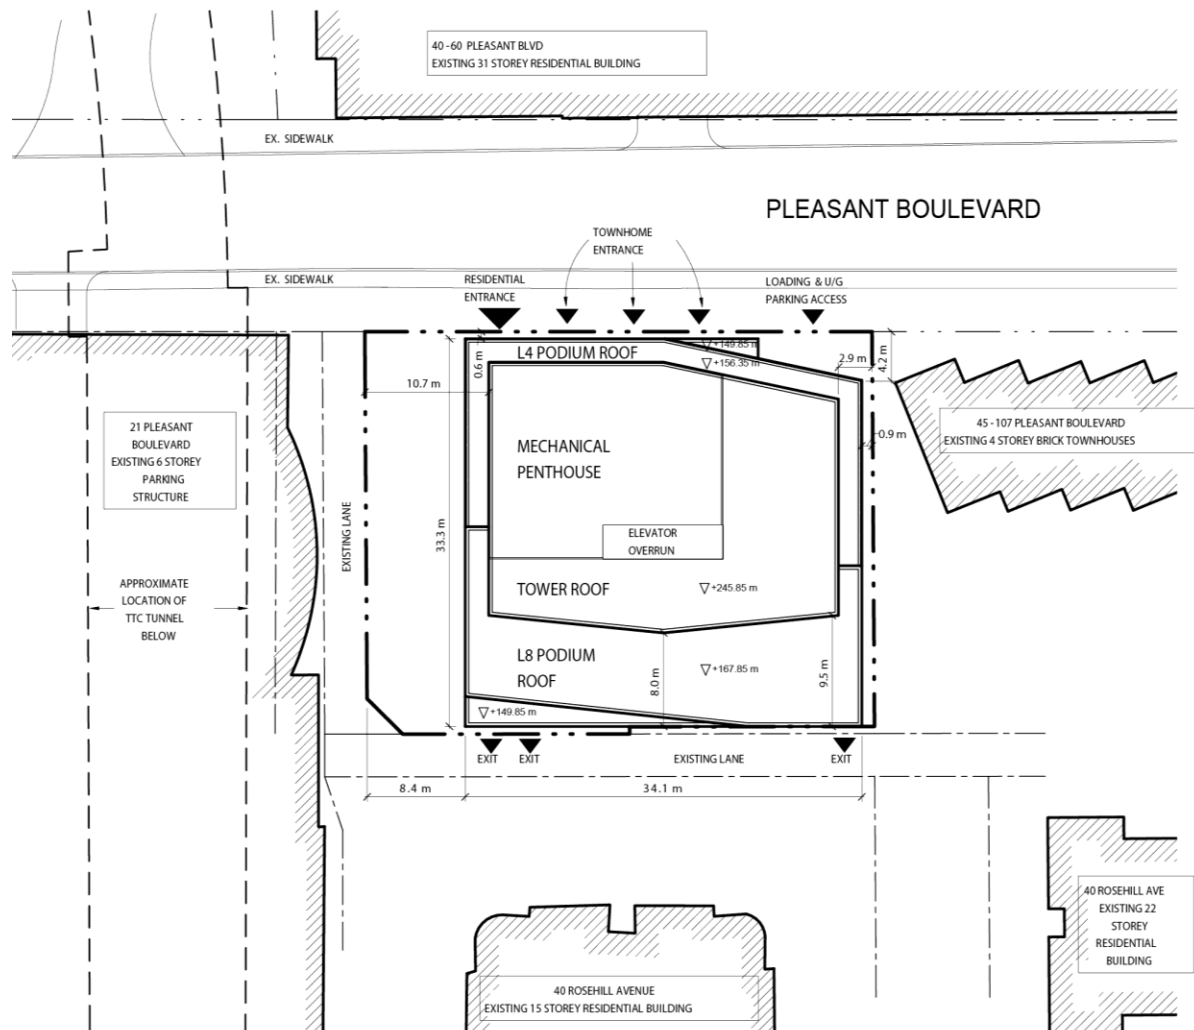 40 -60 PLEASANT BLVD
EXISTING 31 STOREY RESIDENTIAL BUILDING
EX. SIDEWALK
PLEASANT BOULEVARD
TOWNHOME
ENTRANCE
EX. SIDEWALK
RESIDENTIAL
ENTRANCE
LOADING & U/G
PARKING ACCESS
L4 PODIUM ROOF
+149.85 m
+156.35 m
0.6 m
2.9 m
4.2 m
10.7 m
0.9 m
21 PLEASANT
BOULEVARD
EXISTING 6 STOREY
PARKING
STRUCTURE
45 -107 PLEASANT BOULEVARD
EXISTING 4 STOREY BRICK TOWNHOUSES
MECHANICAL
PENTHOUSE
EXISTING LANE
33.3 m
ELEVATOR
OVERRUN
APPROXIMATE
LOCATION OF
TTC TUNNEL
BELOW
TOWER ROOF
+245.85 m
L8 PODIUM
ROOF
+167.85 m
8.0 m
9.5 m
+149.85 m
EXIT
EXIT
EXISTING LANE
EXIT
8.4 m
34.1 m
40 ROSEHILL AVE
EXISTING 22
STOREY
RESIDENTIAL
BUILDING
40 ROSEHILL AVENUE
EXISTING 15 STOREY RESIDENTIAL BUILDING